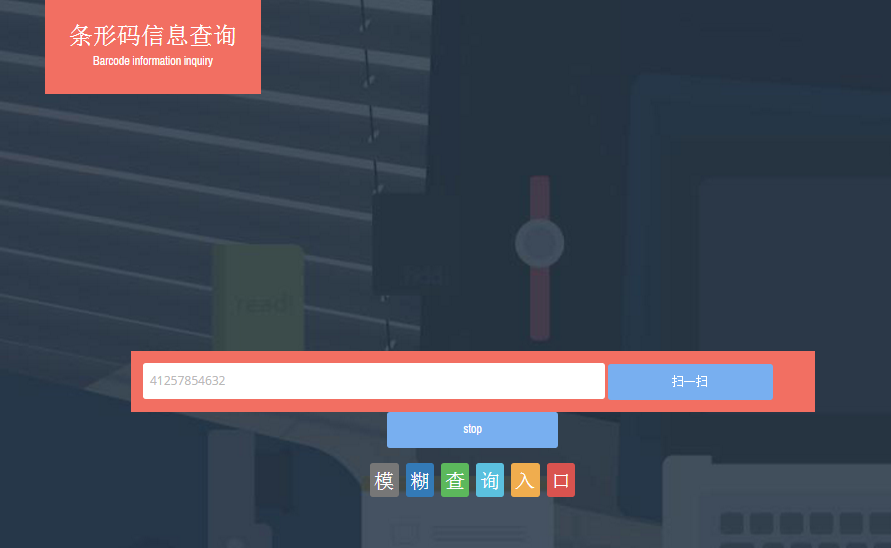 条形码信息查询
Barcode information inquiry
read
41257854632
扫一扫
stop
模糊查询入口